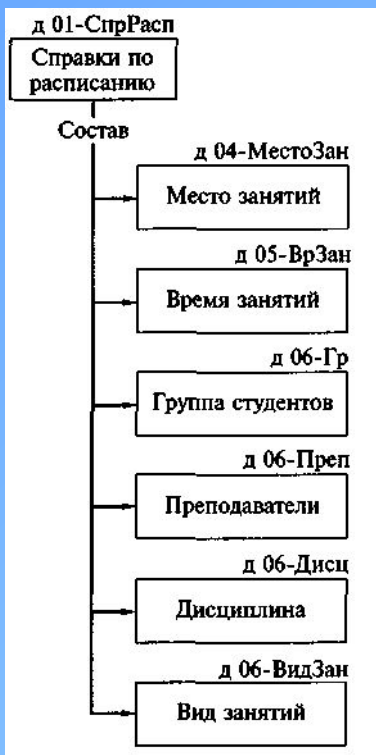 д 01-СпрРасп
Справки по
расписанию
Состав
д 04-МестоЗан
Место занятий
д 05-ВрЗан
Время занятий
д 06-Гр
Группа студентов
д 06-Преп
Преподаватели
д 06-Дисц
Дисциплина
д 06-ВидЗан
Вид занятий